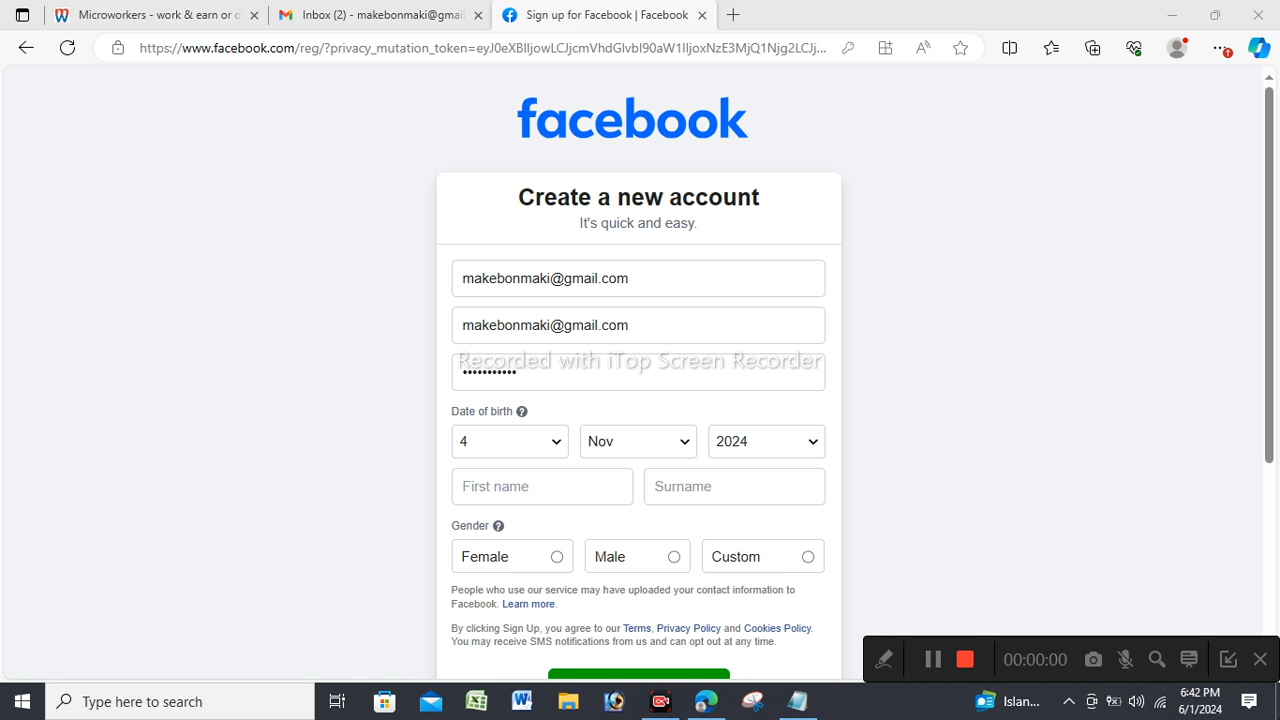 Microworkers - work & earn or o
Inbox (2) - makebonmaki@gmai
Sign up for Facebook | Facebook
https://www.facebook.com/reg/?privacy_mutation_token=eyJ0eXBlIjowLCJjcmVhdGlvbl90aW1lIjoxNzE3MjQ1Njg2LCJj...
facebook
Create a new account
It's quick and easy.
makebonmaki@gmail.com
makebonmaki@gmail.com
Recorded with iTop Screen Recorder
•••••••••••
Date of birth
4 Nov 2024
First name Surname
Gender
Female Male Custom
People who use our service may have uploaded your contact information to
Facebook. Learn more.
By clicking Sign Up, you agree to our Terms, Privacy Policy and Cookies Policy.
You may receive SMS notifications from us and can opt out at any time.
00:00:00
Type here to search
Islan...
6:42 PM
6/1/2024